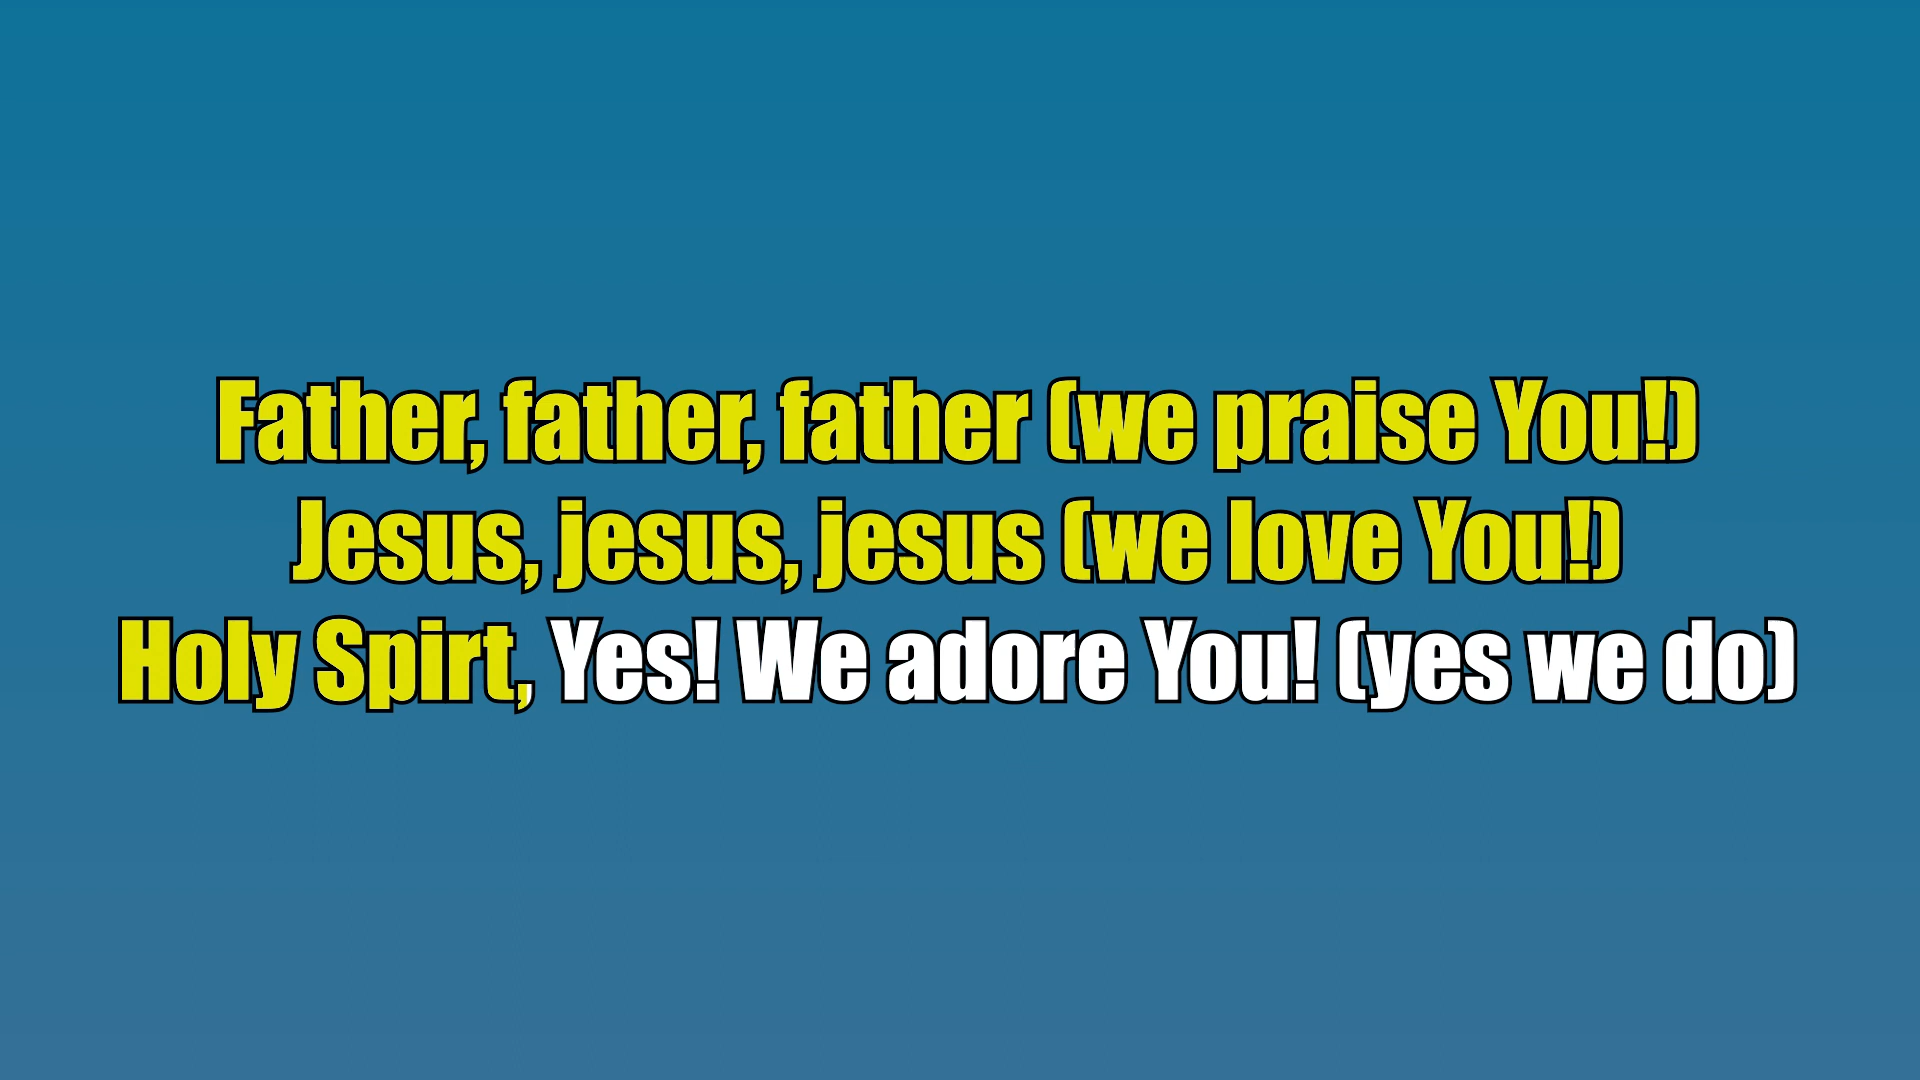 Father, father, father (we praise You!)
Jesus, jesus, jesus (we love You!)
Holy Spirt, Yes! We adore You! (yes we do)